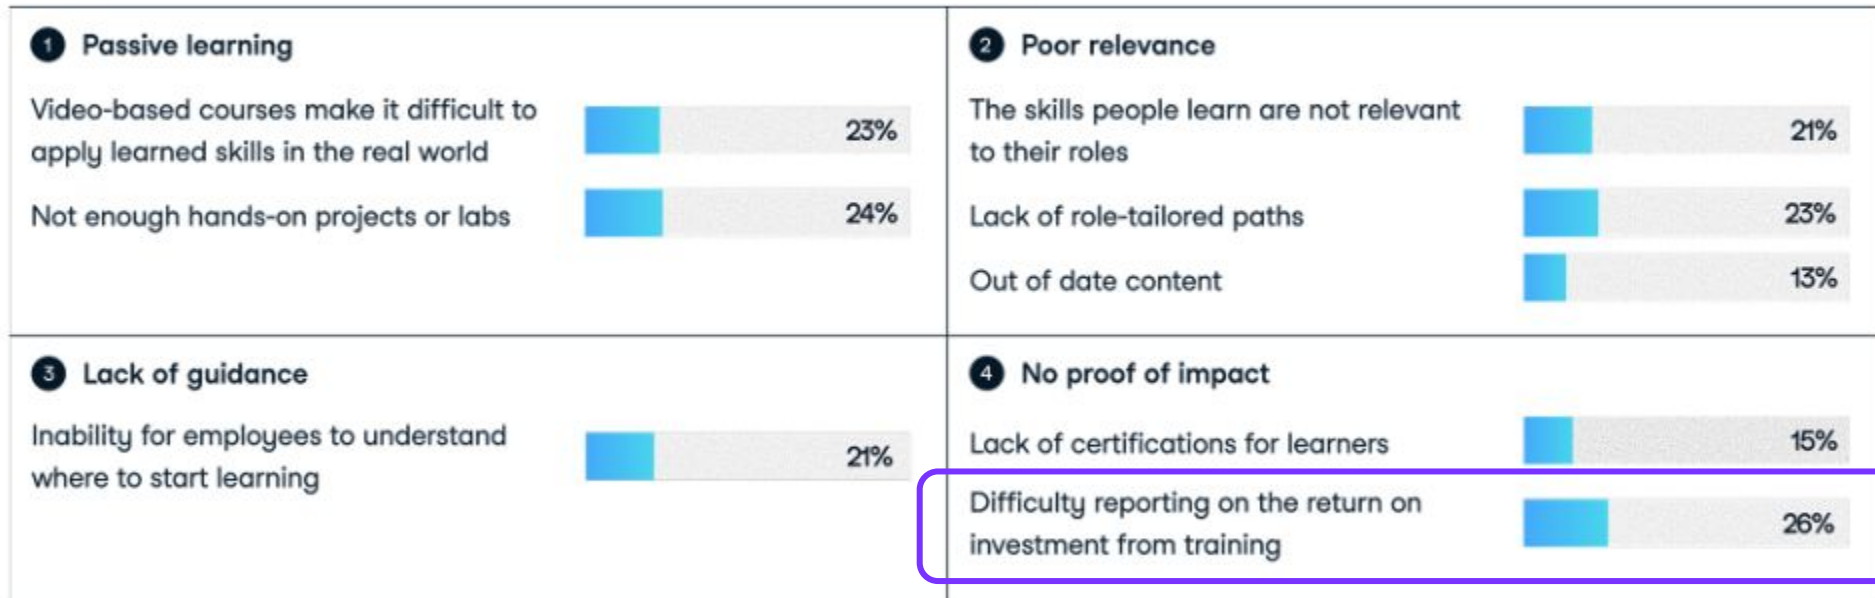 1 Passive learning
Video-based courses make it difficult to
apply learned skills in the real world
23%
Not enough hands-on projects or labs
24%
2 Poor relevance
The skills people learn are not relevant
to their roles
21%
Lack of role-tailored paths
23%
Out of date content
13%
3 Lack of guidance
Inability for employees to understand
where to start learning
21%
4 No proof of impact
Lack of certifications for learners
15%
Difficulty reporting on the return on
investment from training
26%